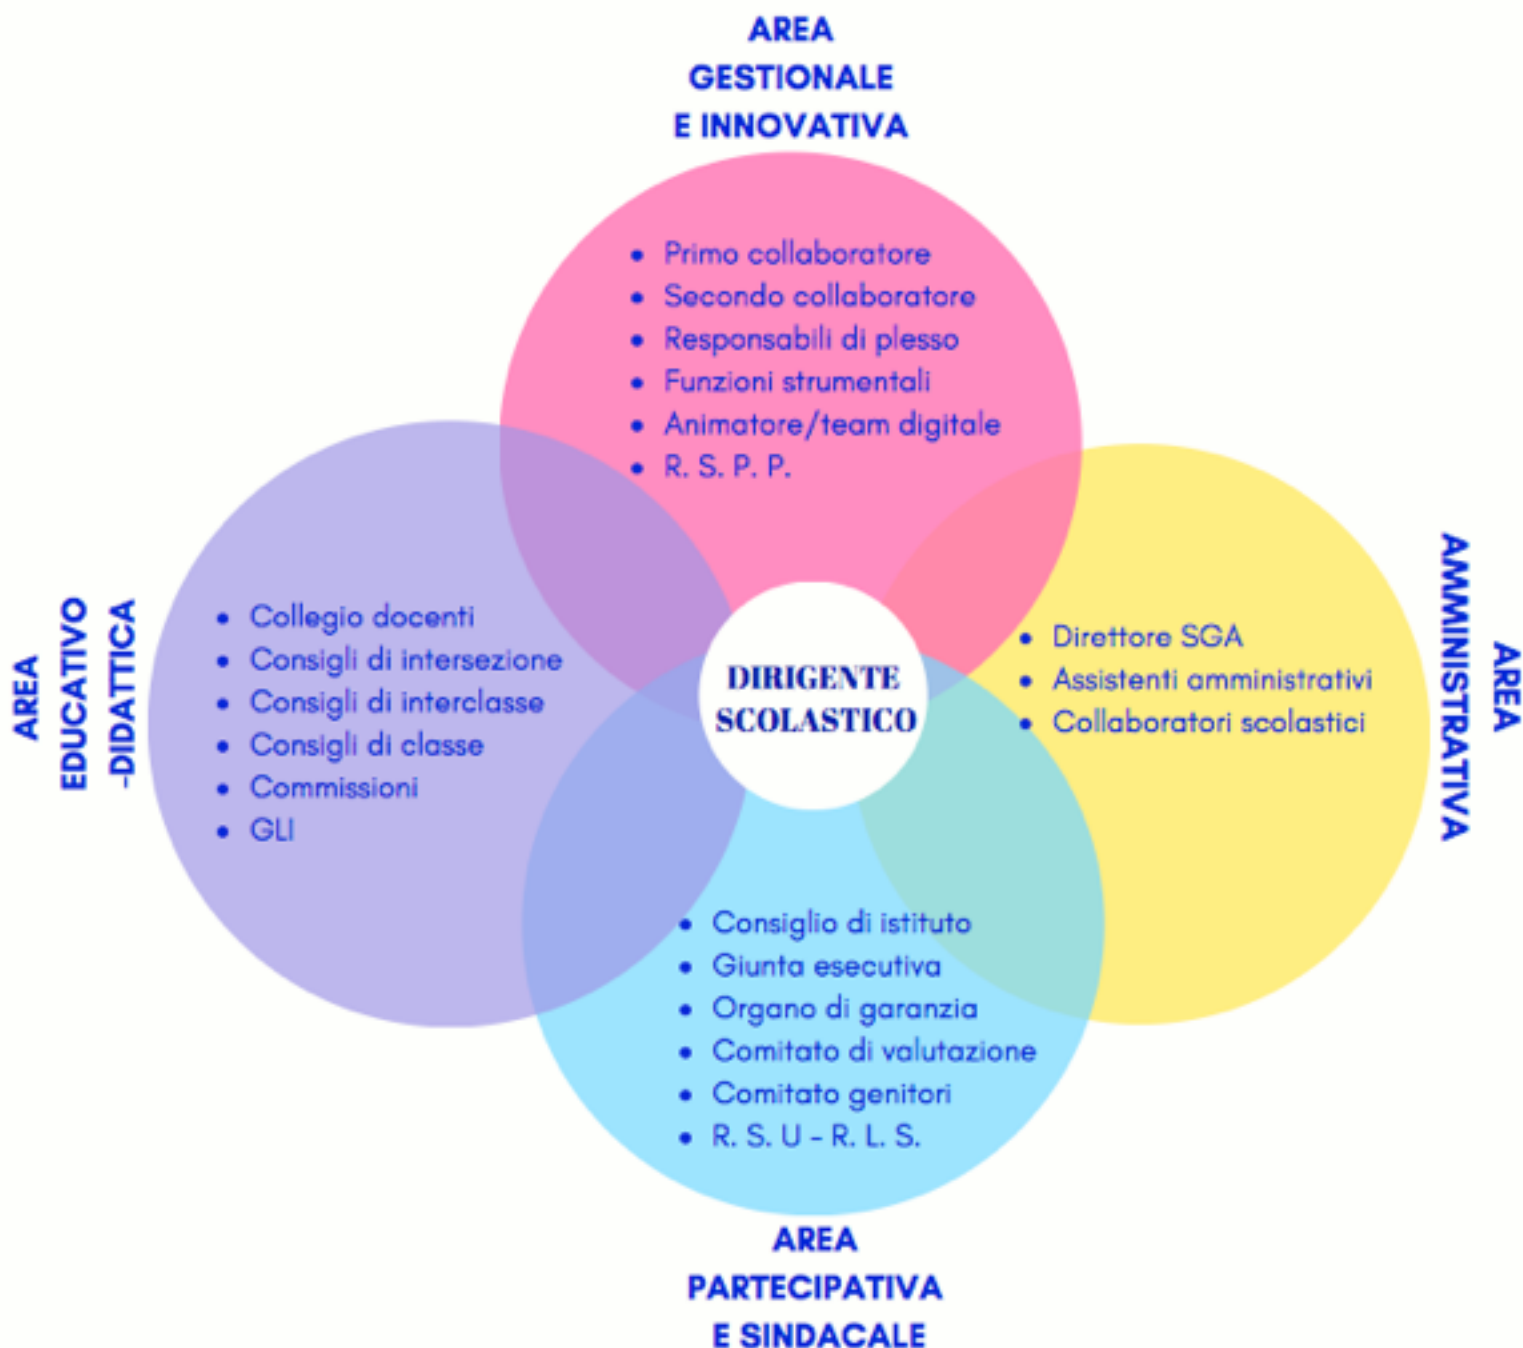 AREA
GESTIONALE
E INNOVATIVA
• Primo collaboratore
• Secondo collaboratore
• Responsabili di plesso
• Funzioni strumentali
• Animatore/team digitale
• R. S. P. P.
AREA
EDUCATIVO
-DIDATTICA
• Collegio docenti
• Consigli di intersezione
• Consigli di interclasse
• Consigli di classe
• Commissioni
• GLI
DIRIGENTE
SCOLASTICO
• Direttore SGA
• Assistenti amministrativi
• Collaboratori scolastici
AREA
AMMINISTRATIVA
• Consiglio di istituto
• Giunta esecutiva
• Organo di garanzia
• Comitato di valutazione
• Comitato genitori
• R. S. U - R. L. S.
AREA
PARTECIPATIVA
E SINDACALE